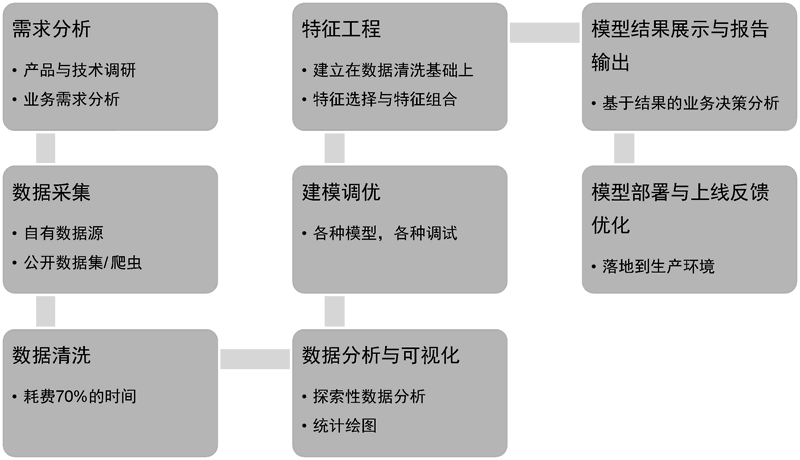 需求分析
• 产品与技术调研
• 业务需求分析
数据采集
• 自有数据源
• 公开数据集/爬虫
数据清洗
• 耗费70%的时间
数据分析与可视化
• 探索性数据分析
• 统计绘图
建模调优
• 各种模型，各种调试
特征工程
• 建立在数据清洗基础上
• 特征选择与特征组合
模型结果展示与报告
输出
• 基于结果的业务决策分析
模型部署与上线反馈
优化
• 落地到生产环境